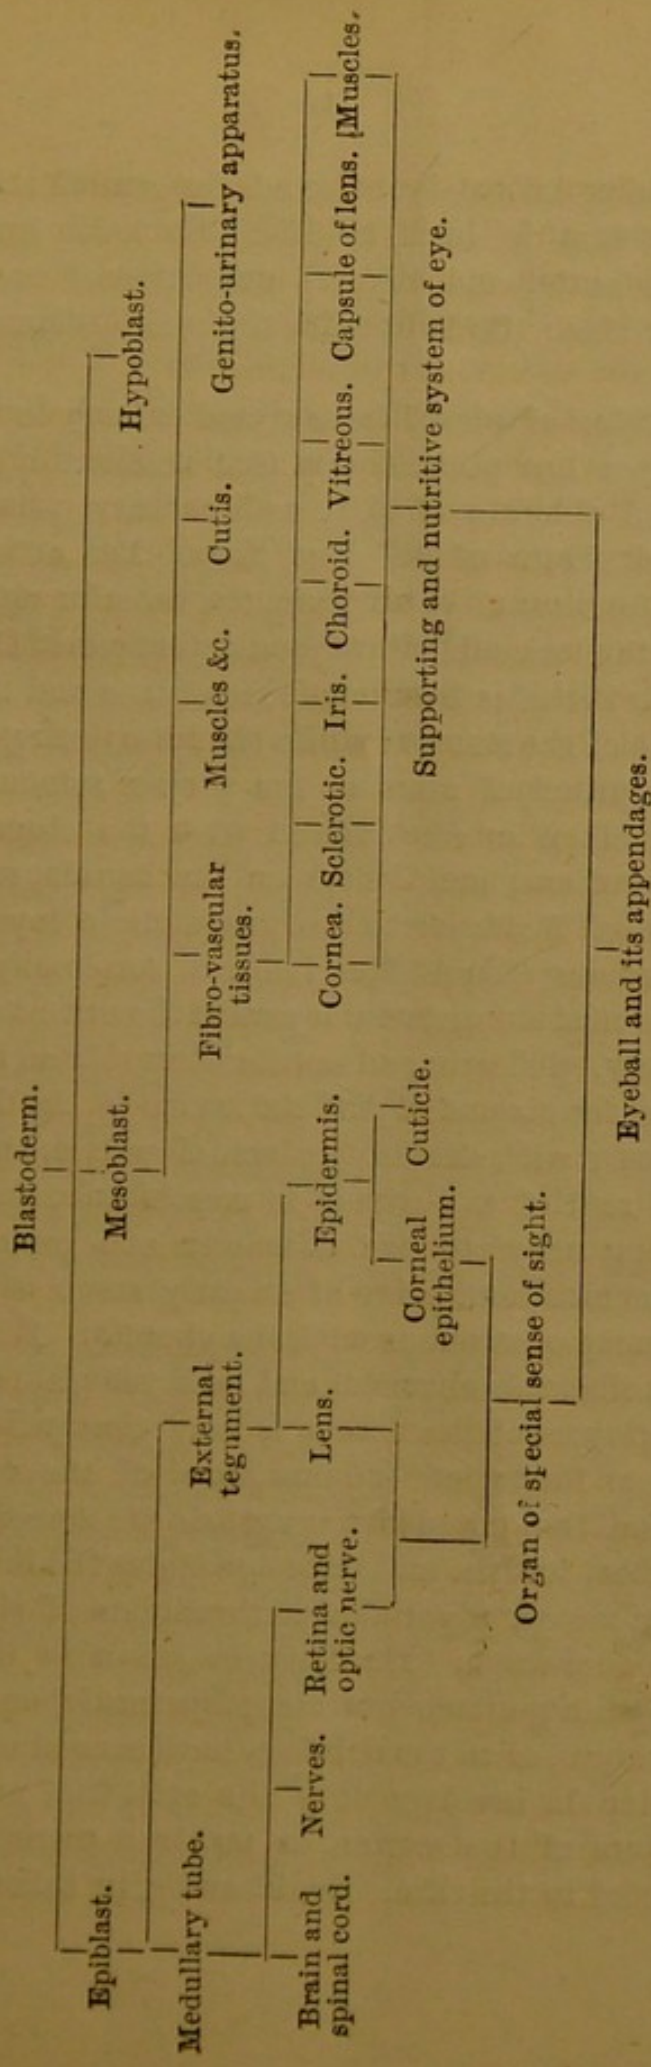 Blastoderm.
Epiblast.
Mesoblast.
Hypoblast.
Medullary tube.
External
tegument.
Fibro-vascular
tissues.
Muscles &c.
Cutis.
Genito-urinary apparatus.
Brain and
spinal cord.
Nerves.
Retina and
optic nerve.
Lens.
Epidermis.
Cornea.
Sclerotic.
Iris.
Choroid.
Vitreous.
Capsule of lens.
[Muscles.
Corneal
epithelium.
Cuticle.
Supporting and nutritive system of eye.
Organ of special sense of sight.
Eyeball and its appendages.